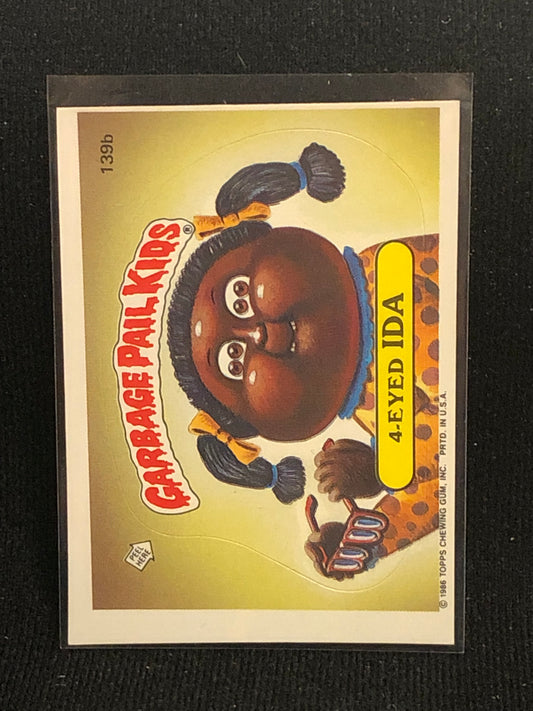 139b
GARBAGE PAIL KIDS®
PEEL
HERE
4-EYED IDA
© 1986 TOPPS CHEWING GUM, INC. PRTD. IN U.S.A.